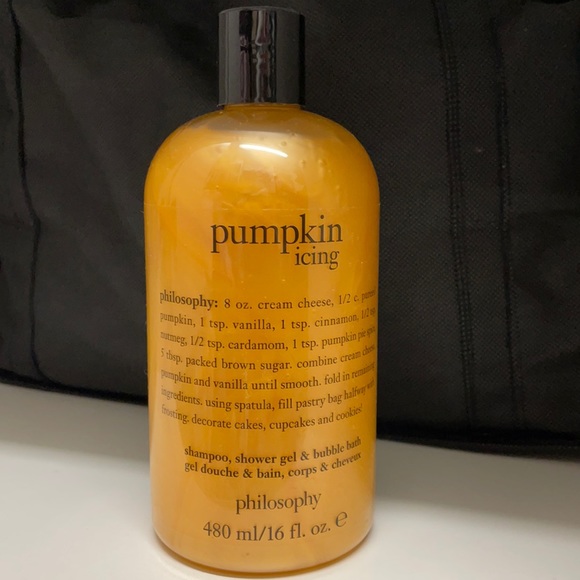 pumpkin
icing
philosophy: 8 oz. cream cheese, 1/2 c. pureed
pumpkin, 1 tsp. vanilla, 1 tsp. cinnamon, 1/2 tsp.
nutmeg, 1/2 tsp. cardamom, 1 tsp. pumpkin pie spice,
5 tbsp. packed brown sugar. combine cream cheese,
pumpkin and vanilla until smooth. fold in remaining
ingredients. using spatula, fill pastry bag halfway with
frosting. decorate cakes, cupcakes and cookies!
shampoo, shower gel & bubble bath
gel douche & bain, corps & cheveux
philosophy
480 ml/16 fl. oz. ℮